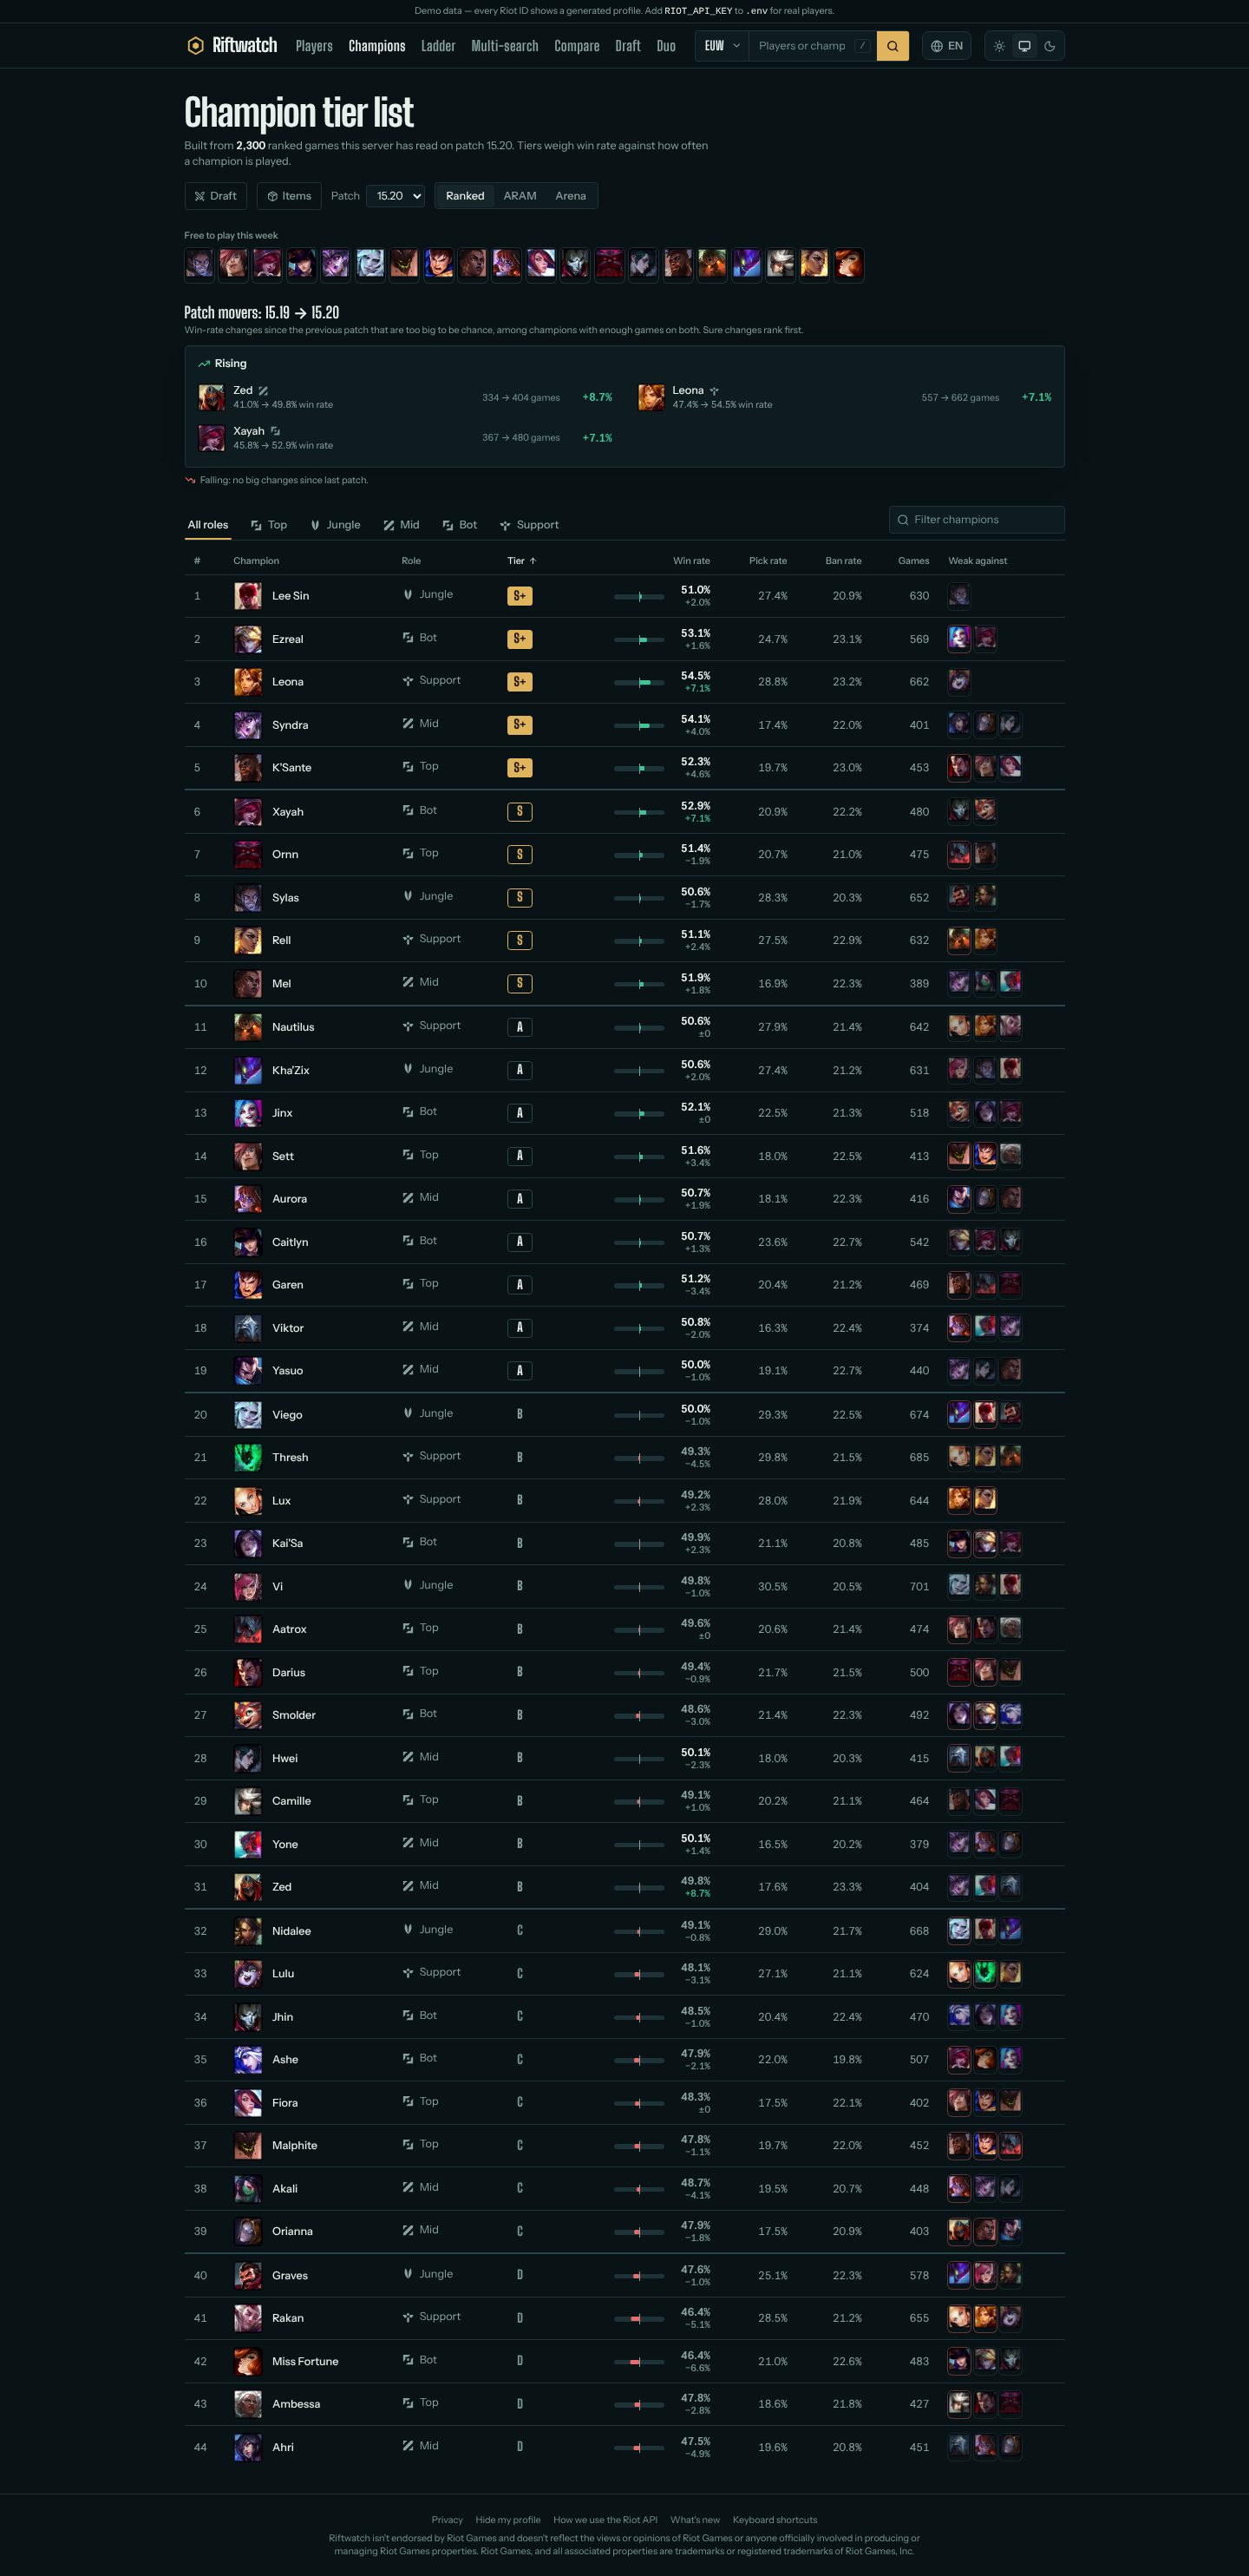 Demo data — every Riot ID shows a generated profile. Add RIOT_API_KEY to .env for real players.
Riftwatch Players Champions Ladder Multi-search Compare Draft Duo EUW Players or champ / EN
Champion tier list
Built from 2,300 ranked games this server has read on patch 15.20. Tiers weigh win rate against how often
a champion is played.
Draft Items Patch 15.20 Ranked ARAM Arena
Free to play this week
Patch movers: 15.19 → 15.20
Win-rate changes since the previous patch that are too big to be chance, among champions with enough games on both. Sure changes rank first.
Rising
Zed 334 → 404 games +8.7%
41.0% → 49.8% win rate
Leona 557 → 662 games +7.1%
47.4% → 54.5% win rate
Xayah 367 → 480 games +7.1%
45.8% → 52.9% win rate
Falling: no big changes since last patch.
All roles Top Jungle Mid Bot Support Filter champions
# Champion Role Tier ↑ Win rate Pick rate Ban rate Games Weak against
1 Lee Sin Jungle S+ 51.0% +2.0% 27.4% 20.9% 630
2 Ezreal Bot S+ 53.1% +1.6% 24.7% 23.1% 569
3 Leona Support S+ 54.5% +7.1% 28.8% 23.2% 662
4 Syndra Mid S+ 54.1% +4.0% 17.4% 22.0% 401
5 K'Sante Top S+ 52.3% +4.6% 19.7% 23.0% 453
6 Xayah Bot S 52.9% +7.1% 20.9% 22.2% 480
7 Ornn Top S 51.4% −1.9% 20.7% 21.0% 475
8 Sylas Jungle S 50.6% −1.7% 28.3% 20.3% 652
9 Rell Support S 51.1% +2.4% 27.5% 22.9% 632
10 Mel Mid S 51.9% +1.8% 16.9% 22.3% 389
11 Nautilus Support A 50.6% ±0 27.9% 21.4% 642
12 Kha'Zix Jungle A 50.6% +2.0% 27.4% 21.2% 631
13 Jinx Bot A 52.1% ±0 22.5% 21.3% 518
14 Sett Top A 51.6% +3.4% 18.0% 22.5% 413
15 Aurora Mid A 50.7% +1.9% 18.1% 22.3% 416
16 Caitlyn Bot A 50.7% +1.3% 23.6% 22.7% 542
17 Garen Top A 51.2% −3.4% 20.4% 21.2% 469
18 Viktor Mid A 50.8% −2.0% 16.3% 22.4% 374
19 Yasuo Mid A 50.0% −1.0% 19.1% 22.7% 440
20 Viego Jungle B 50.0% −1.0% 29.3% 22.5% 674
21 Thresh Support B 49.3% −4.5% 29.8% 21.5% 685
22 Lux Support B 49.2% +2.3% 28.0% 21.9% 644
23 Kai'Sa Bot B 49.9% +2.3% 21.1% 20.8% 485
24 Vi Jungle B 49.8% −1.0% 30.5% 20.5% 701
25 Aatrox Top B 49.6% ±0 20.6% 21.4% 474
26 Darius Top B 49.4% −0.9% 21.7% 21.5% 500
27 Smolder Bot B 48.6% −3.0% 21.4% 22.3% 492
28 Hwei Mid B 50.1% −2.3% 18.0% 20.3% 415
29 Camille Top B 49.1% +1.0% 20.2% 21.1% 464
30 Yone Mid B 50.1% +1.4% 16.5% 20.2% 379
31 Zed Mid B 49.8% +8.7% 17.6% 23.3% 404
32 Nidalee Jungle C 49.1% −0.8% 29.0% 21.7% 668
33 Lulu Support C 48.1% −3.1% 27.1% 21.1% 624
34 Jhin Bot C 48.5% −1.0% 20.4% 22.4% 470
35 Ashe Bot C 47.9% −2.1% 22.0% 19.8% 507
36 Fiora Top C 48.3% ±0 17.5% 22.1% 402
37 Malphite Top C 47.8% −1.1% 19.7% 22.0% 452
38 Akali Mid C 48.7% −4.1% 19.5% 20.7% 448
39 Orianna Mid C 47.9% −1.8% 17.5% 20.9% 403
40 Graves Jungle D 47.6% −1.0% 25.1% 22.3% 578
41 Rakan Support D 46.4% −5.1% 28.5% 21.2% 655
42 Miss Fortune Bot D 46.4% −6.6% 21.0% 22.6% 483
43 Ambessa Top D 47.8% −2.8% 18.6% 21.8% 427
44 Ahri Mid D 47.5% −4.9% 19.6% 20.8% 451
Privacy Hide my profile How we use the Riot API What's new Keyboard shortcuts
Riftwatch isn't endorsed by Riot Games and doesn't reflect the views or opinions of Riot Games or anyone officially involved in producing or
managing Riot Games properties. Riot Games, and all associated properties are trademarks or registered trademarks of Riot Games, Inc.